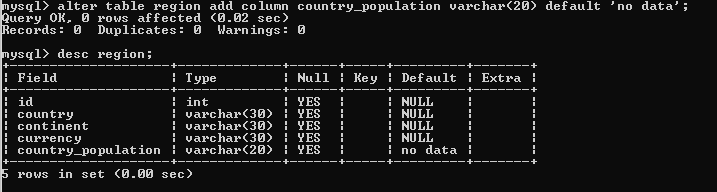 mysql> alter table region add column country_population varchar(20) default 'no data';
Query OK, 0 rows affected (0.02 sec)
Records: 0  Duplicates: 0  Warnings: 0
mysql> desc region;
+--------------------+-------------+------+-----+---------+-------+
| Field              | Type        | Null | Key | Default | Extra |
+--------------------+-------------+------+-----+---------+-------+
| id                 | int         | YES  |     | NULL    |       |
| country            | varchar(30) | YES  |     | NULL    |       |
| continent          | varchar(30) | YES  |     | NULL    |       |
| currency           | varchar(30) | YES  |     | NULL    |       |
| country_population | varchar(20) | YES  |     | no data |       |
+--------------------+-------------+------+-----+---------+-------+
5 rows in set (0.00 sec)